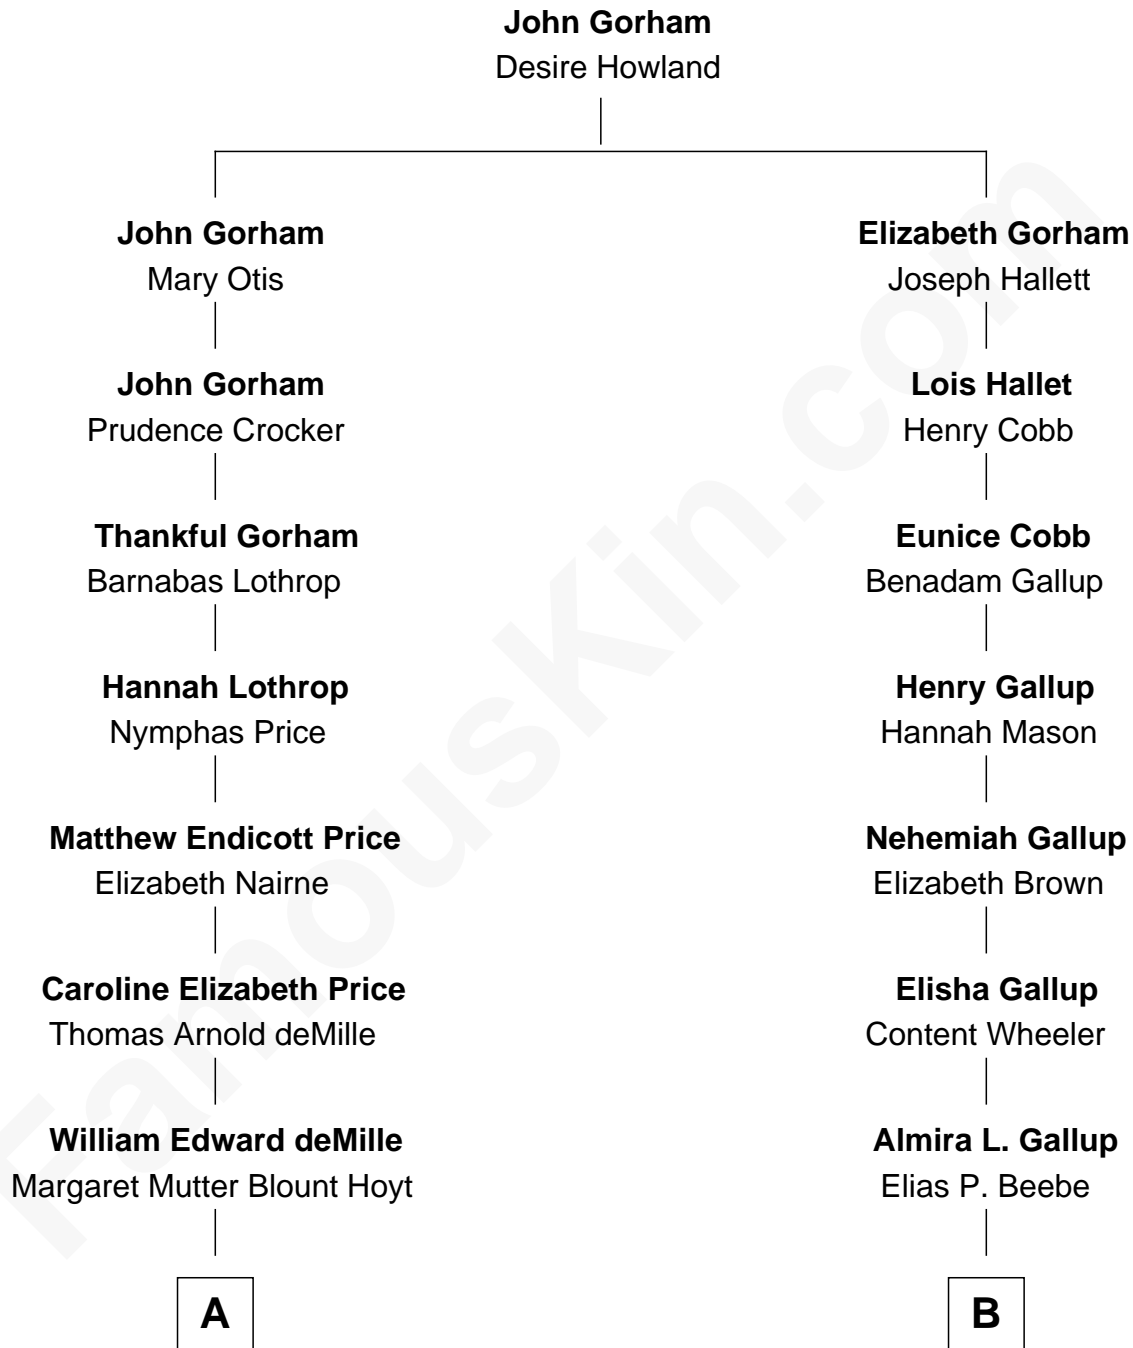 John Gorham
Desire Howland
John Gorham
Mary Otis
Elizabeth Gorham
Joseph Hallett
John Gorham
Prudence Crocker
Lois Hallet
Henry Cobb
Thankful Gorham
Barnabas Lothrop
Eunice Cobb
Benadam Gallup
Hannah Lothrop
Nymphas Price
Henry Gallup
Hannah Mason
Matthew Endicott Price
Elizabeth Nairne
Nehemiah Gallup
Elizabeth Brown
Caroline Elizabeth Price
Thomas Arnold deMille
Elisha Gallup
Content Wheeler
William Edward deMille
Margaret Mutter Blount Hoyt
Almira L. Gallup
Elias P. Beebe
A
B
FamousKin.com